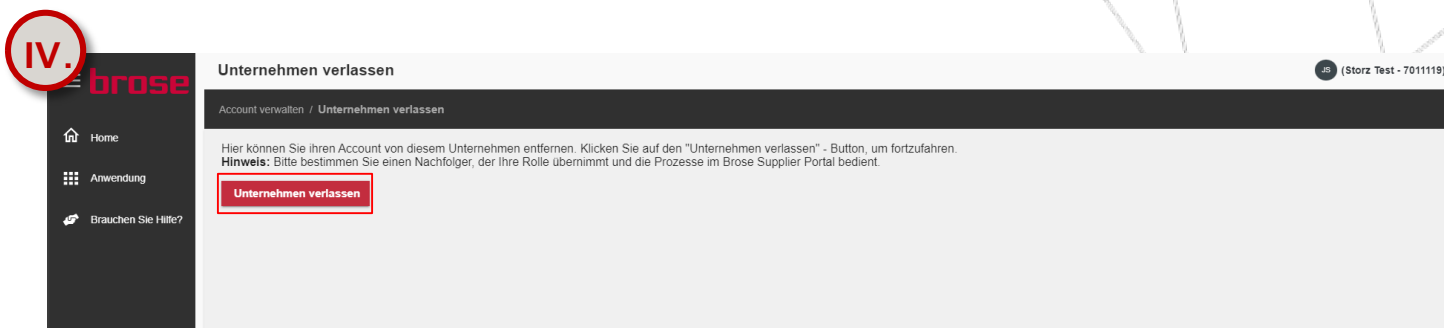 IV.
brose
Unternehmen verlassen
JS (Storz Test - 7011119)
Account verwalten / Unternehmen verlassen
Home
Anwendung
Brauchen Sie Hilfe?
Hier können Sie ihren Account von diesem Unternehmen entfernen. Klicken Sie auf den "Unternehmen verlassen" - Button, um fortzufahren.
Hinweis: Bitte bestimmen Sie einen Nachfolger, der Ihre Rolle übernimmt und die Prozesse im Brose Supplier Portal bedient.
Unternehmen verlassen